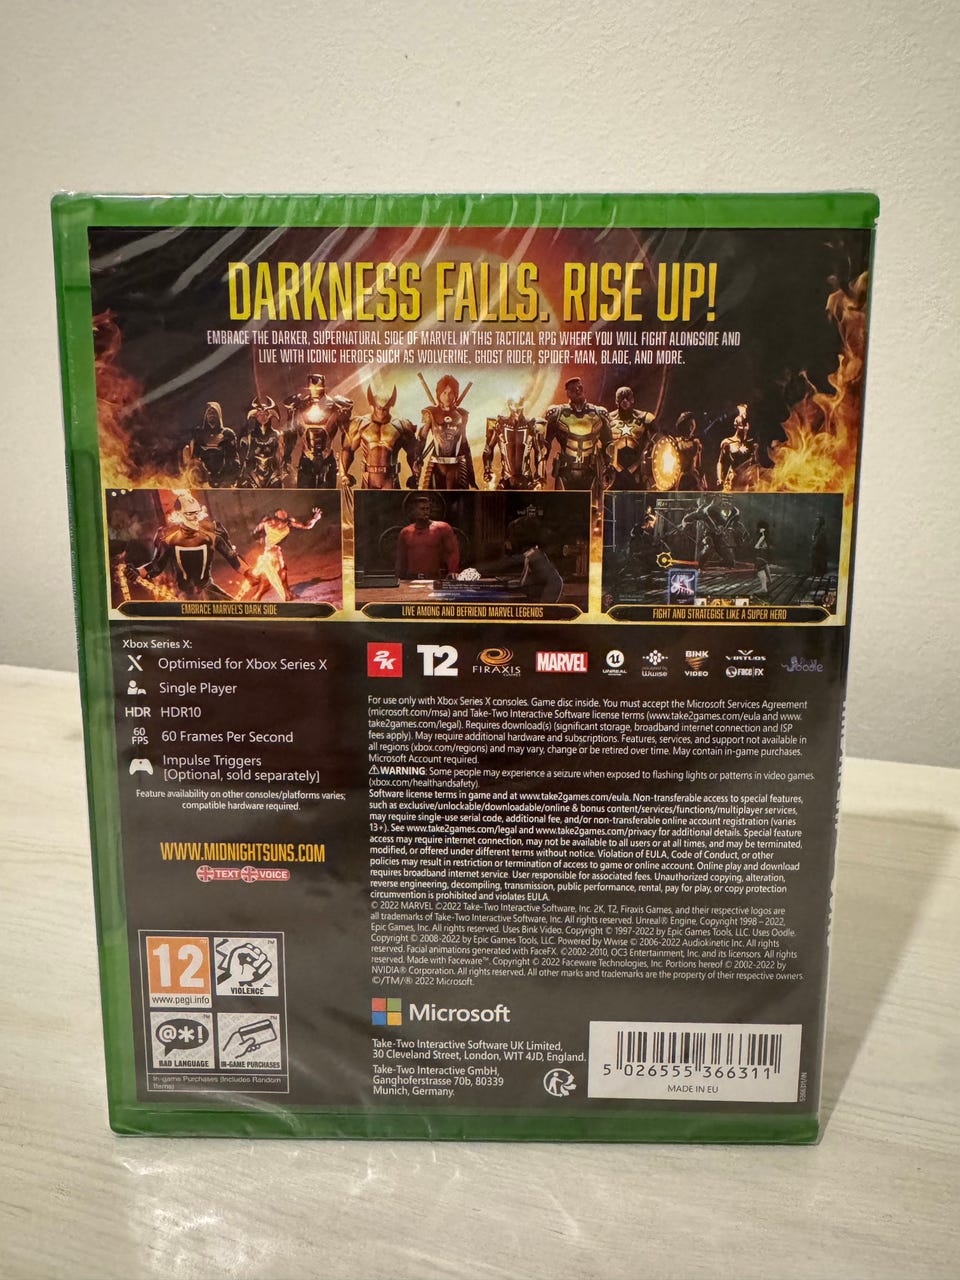 DARKNESS FALLS. RISE UP!
EMBRACE THE DARKER, SUPERNATURAL SIDE OF MARVEL IN THIS TACTICAL RPG WHERE YOU WILL FIGHT ALONGSIDE AND
LIVE WITH ICONIC HEROES SUCH AS WOLVERINE, GHOST RIDER, SPIDER-MAN, BLADE, AND MORE.
EMBRACE MARVEL'S DARK SIDE
LIVE AMONG AND BEFRIEND MARVEL LEGENDS
FIGHT AND STRATEGISE LIKE A SUPER HERO
Xbox Series X:
Optimised for Xbox Series X
Single Player
HDR HDR10
60 FPS 60 Frames Per Second
Impulse Triggers
[Optional, sold separately]
Feature availability on other consoles/platforms varies;
compatible hardware required.
WWW.MIDNIGHTSUNS.COM
TEXT VOICE
12
www.pegi.info
VIOLENCE
BAD LANGUAGE
IN-GAME PURCHASES
In-game Purchases (Includes Random
Items)
2K T2 FIRAXIS GAMES MARVEL UNREAL ENGINE POWERED BY Wwise BINK VIDEO VIRTUOS FACE FX Oodle
For use only with Xbox Series X consoles. Game disc inside. You must accept the Microsoft Services Agreement
(microsoft.com/msa) and Take-Two Interactive Software license terms (www.take2games.com/eula and www.
take2games.com/legal). Requires download(s) (significant storage, broadband internet connection and ISP
fees apply). May require additional hardware and subscriptions. Features, services, and support not available in
all regions (xbox.com/regions) and may vary, change or be retired over time. May contain in-game purchases.
Microsoft Account required.
WARNING: Some people may experience a seizure when exposed to flashing lights or patterns in video games.
(xbox.com/healthandsafety).
Software license terms in game and at www.take2games.com/eula. Non-transferable access to special features,
such as exclusive/unlockable/downloadable/online & bonus content/services/functions/multiplayer services,
may require single-use serial code, additional fee, and/or non-transferable online account registration (varies
13+). See www.take2games.com/legal and www.take2games.com/privacy for additional details. Special feature
access may require internet connection, may not be available to all users or at all times, and may be terminated,
modified, or offered under different terms without notice. Violation of EULA, Code of Conduct, or other
policies may result in restriction or termination of access to game or online account. Online play and download
requires broadband internet service. User responsible for associated fees. Unauthorized copying, alteration,
reverse engineering, decompiling, transmission, public performance, rental, pay for play, or copy protection
circumvention is prohibited and violates EULA.
© 2022 MARVEL ©2022 Take-Two Interactive Software, Inc. 2K, T2, Firaxis Games, and their respective logos are
all trademarks of Take-Two Interactive Software, Inc. All rights reserved. Unreal® Engine. Copyright 1998 – 2022,
Epic Games, Inc. All rights reserved. Uses Bink Video. Copyright © 1997-2022 by Epic Games Tools, LLC. Uses Oodle.
Copyright © 2008-2022 by Epic Games Tools, LLC. Powered by Wwise © 2006-2022 Audiokinetic Inc. All rights
reserved. Facial animations generated with FaceFX. ©2002-2010, OC3 Entertainment, Inc. and its licensors. All rights
reserved. Made with Faceware™. Copyright © 2022 Faceware Technologies, Inc. Portions hereof © 2002-2022 by
NVIDIA® Corporation. All rights reserved. All other marks and trademarks are the property of their respective owners.
©/TM/® 2022 Microsoft.
Microsoft
Take-Two Interactive Software UK Limited,
30 Cleveland Street, London, W1T 4JD, England.
Take-Two Interactive GmbH,
Ganghoferstrasse 70b, 80339
Munich, Germany.
5 026555 366311
MADE IN EU